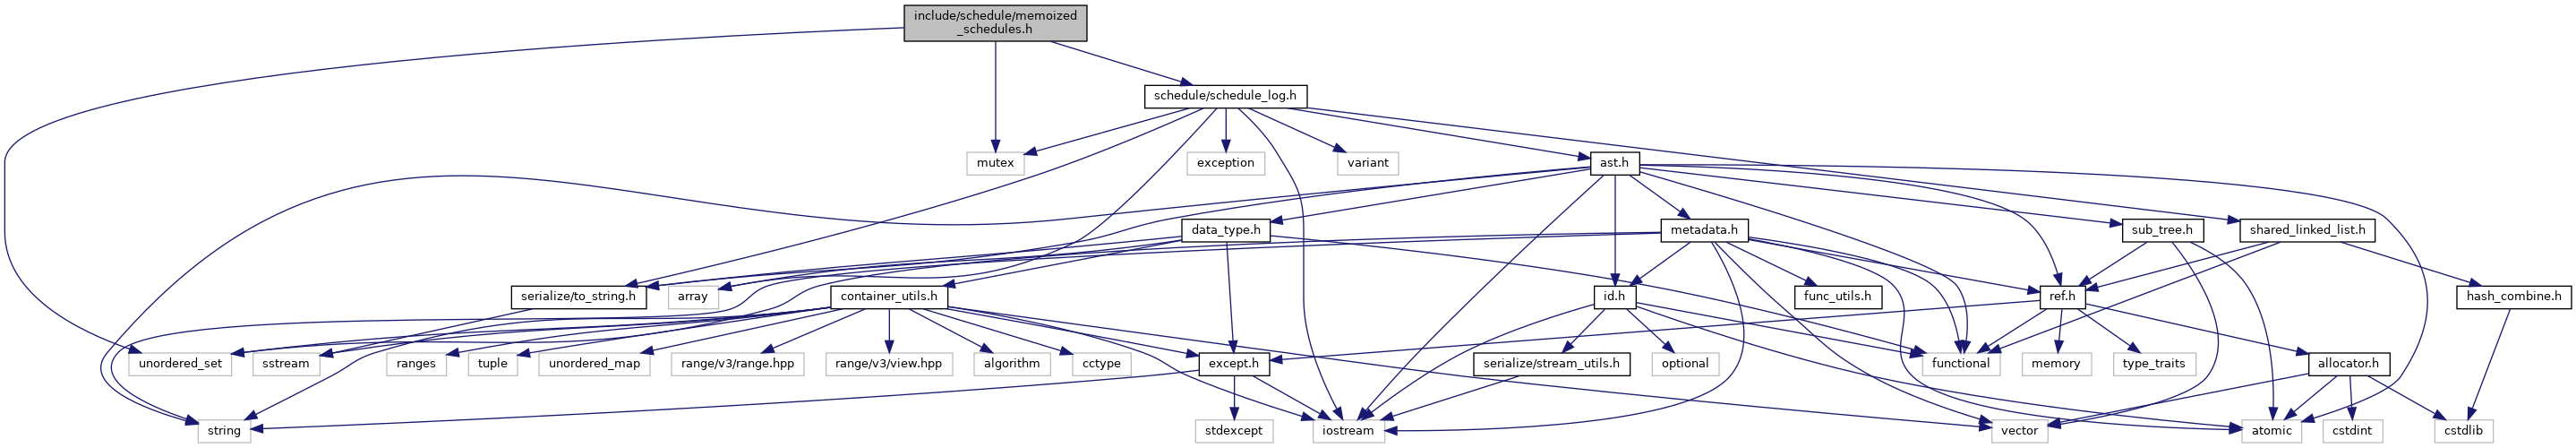 include/schedule/memoized
_schedules.h
schedule/schedule_log.h
mutex
exception
variant
ast.h
data_type.h
metadata.h
sub_tree.h
shared_linked_list.h
serialize/to_string.h
array
container_utils.h
id.h
func_utils.h
ref.h
hash_combine.h
unordered_set
sstream
ranges
tuple
unordered_map
range/v3/range.hpp
range/v3/view.hpp
algorithm
cctype
except.h
serialize/stream_utils.h
optional
functional
memory
type_traits
allocator.h
string
stdexcept
iostream
vector
atomic
cstdint
cstdlib